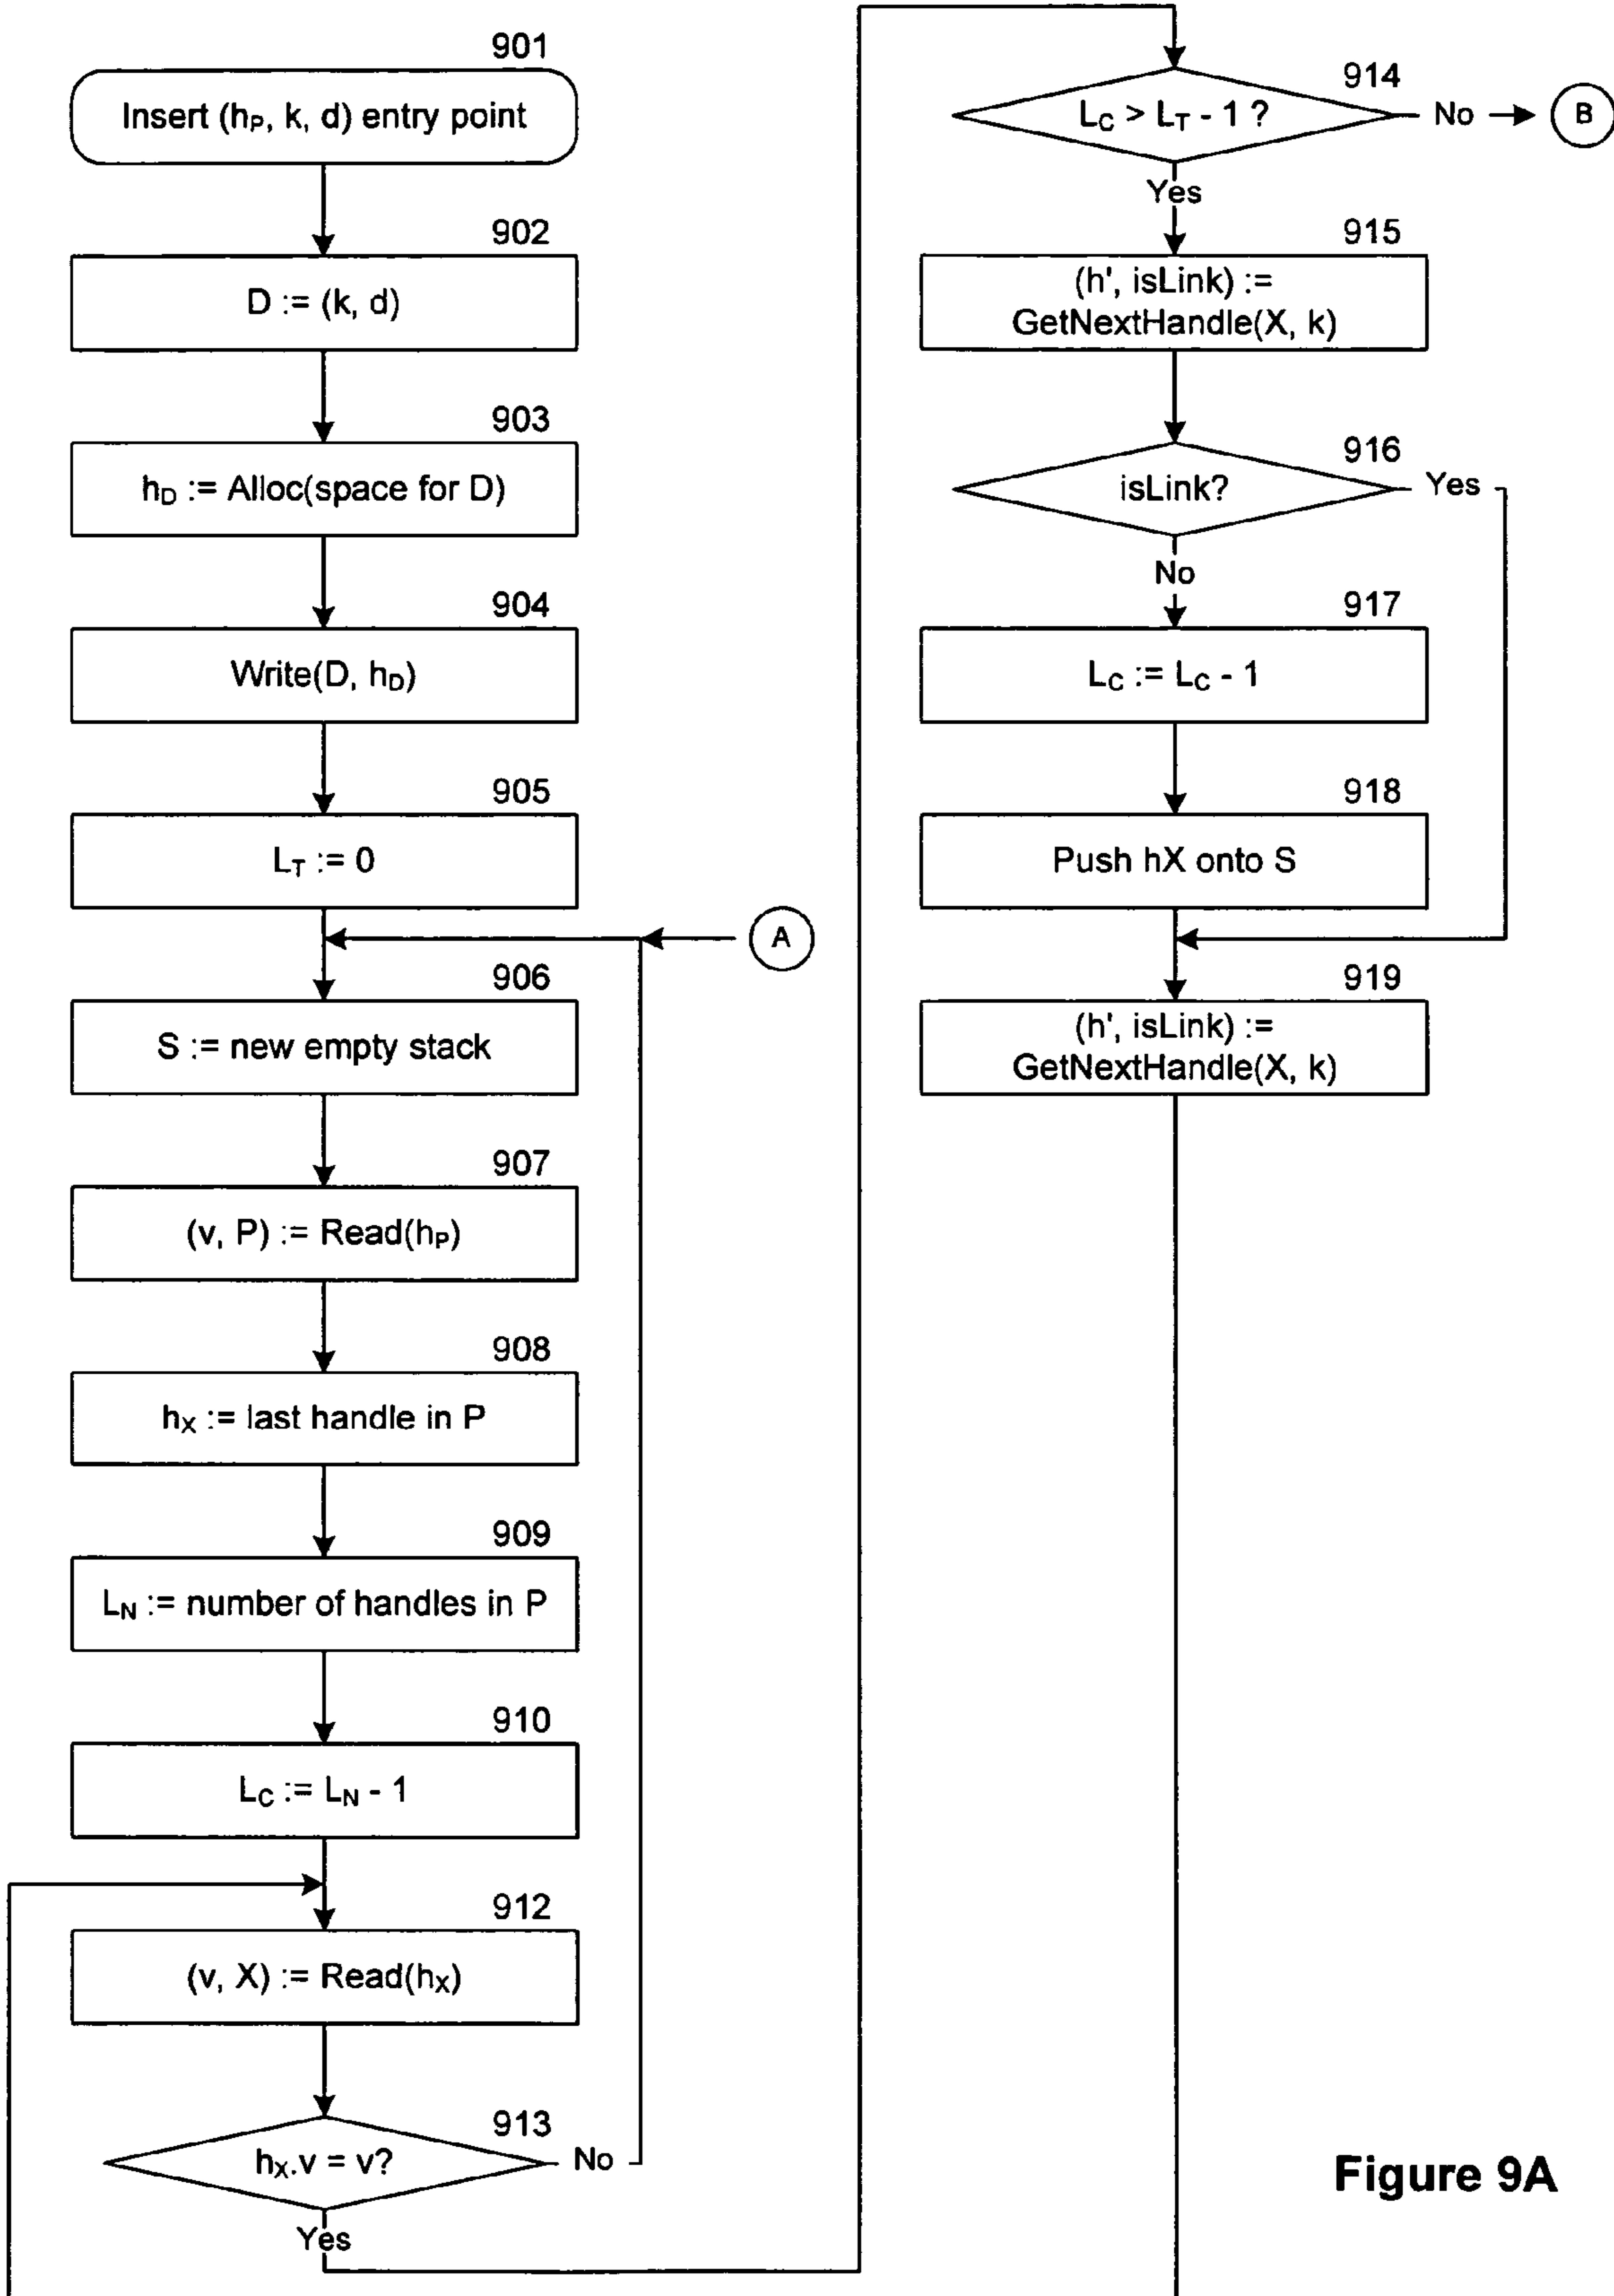 901
Insert (hP, k, d) entry point
902
D := (k, d)
903
hD := Alloc(space for D)
904
Write(D, hD)
905
LT := 0
A
906
S := new empty stack
907
(v, P) := Read(hP)
908
hX := last handle in P
909
LN := number of handles in P
910
LC := LN - 1
912
(v, X) := Read(hX)
913
hX.v = v?
No
Yes
914
LC > LT - 1 ?
No
B
Yes
915
(h', isLink) :=
GetNextHandle(X, k)
916
isLink?
Yes
No
917
LC := LC - 1
918
Push hX onto S
919
(h', isLink) :=
GetNextHandle(X, k)
Figure 9A